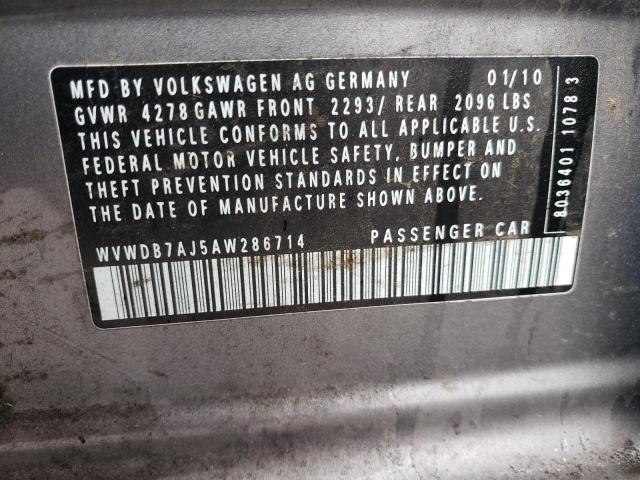 MFD BY VOLKSWAGEN AG GERMANY 01/10
GVWR 4278 GAWR FRONT 2293/ REAR 2096 LBS
THIS VEHICLE CONFORMS TO ALL APPLICABLE U.S.
FEDERAL MOTOR VEHICLE SAFETY, BUMPER AND
THEFT PREVENTION STANDARDS IN EFFECT ON
THE DATE OF MANUFACTURE SHOWN ABOVE.
WVWDB7AJ5AW286714 PASSENGER CAR
8036401 1078 3